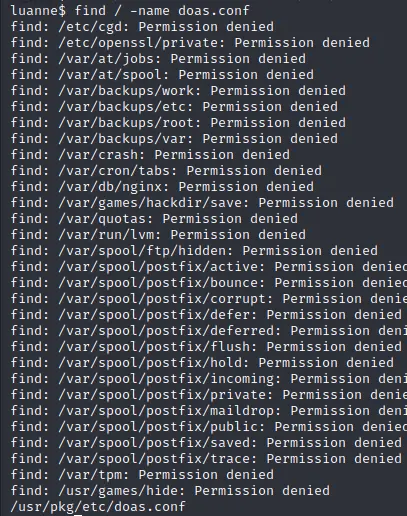 luanne$ find / -name doas.conf
find: /etc/cgd: Permission denied
find: /etc/openssl/private: Permission denied
find: /var/at/jobs: Permission denied
find: /var/at/spool: Permission denied
find: /var/backups/work: Permission denied
find: /var/backups/etc: Permission denied
find: /var/backups/root: Permission denied
find: /var/backups/var: Permission denied
find: /var/crash: Permission denied
find: /var/cron/tabs: Permission denied
find: /var/db/nginx: Permission denied
find: /var/games/hackdir/save: Permission denied
find: /var/quotas: Permission denied
find: /var/run/lvm: Permission denied
find: /var/spool/ftp/hidden: Permission denied
find: /var/spool/postfix/active: Permission denied
find: /var/spool/postfix/bounce: Permission denied
find: /var/spool/postfix/corrupt: Permission denie
find: /var/spool/postfix/defer: Permission denied
find: /var/spool/postfix/deferred: Permission deni
find: /var/spool/postfix/flush: Permission denied
find: /var/spool/postfix/hold: Permission denied
find: /var/spool/postfix/incoming: Permission deni
find: /var/spool/postfix/private: Permission denie
find: /var/spool/postfix/maildrop: Permission deni
find: /var/spool/postfix/public: Permission denied
find: /var/spool/postfix/saved: Permission denied
find: /var/spool/postfix/trace: Permission denied
find: /var/tpm: Permission denied
find: /usr/games/hide: Permission denied
/usr/pkg/etc/doas.conf